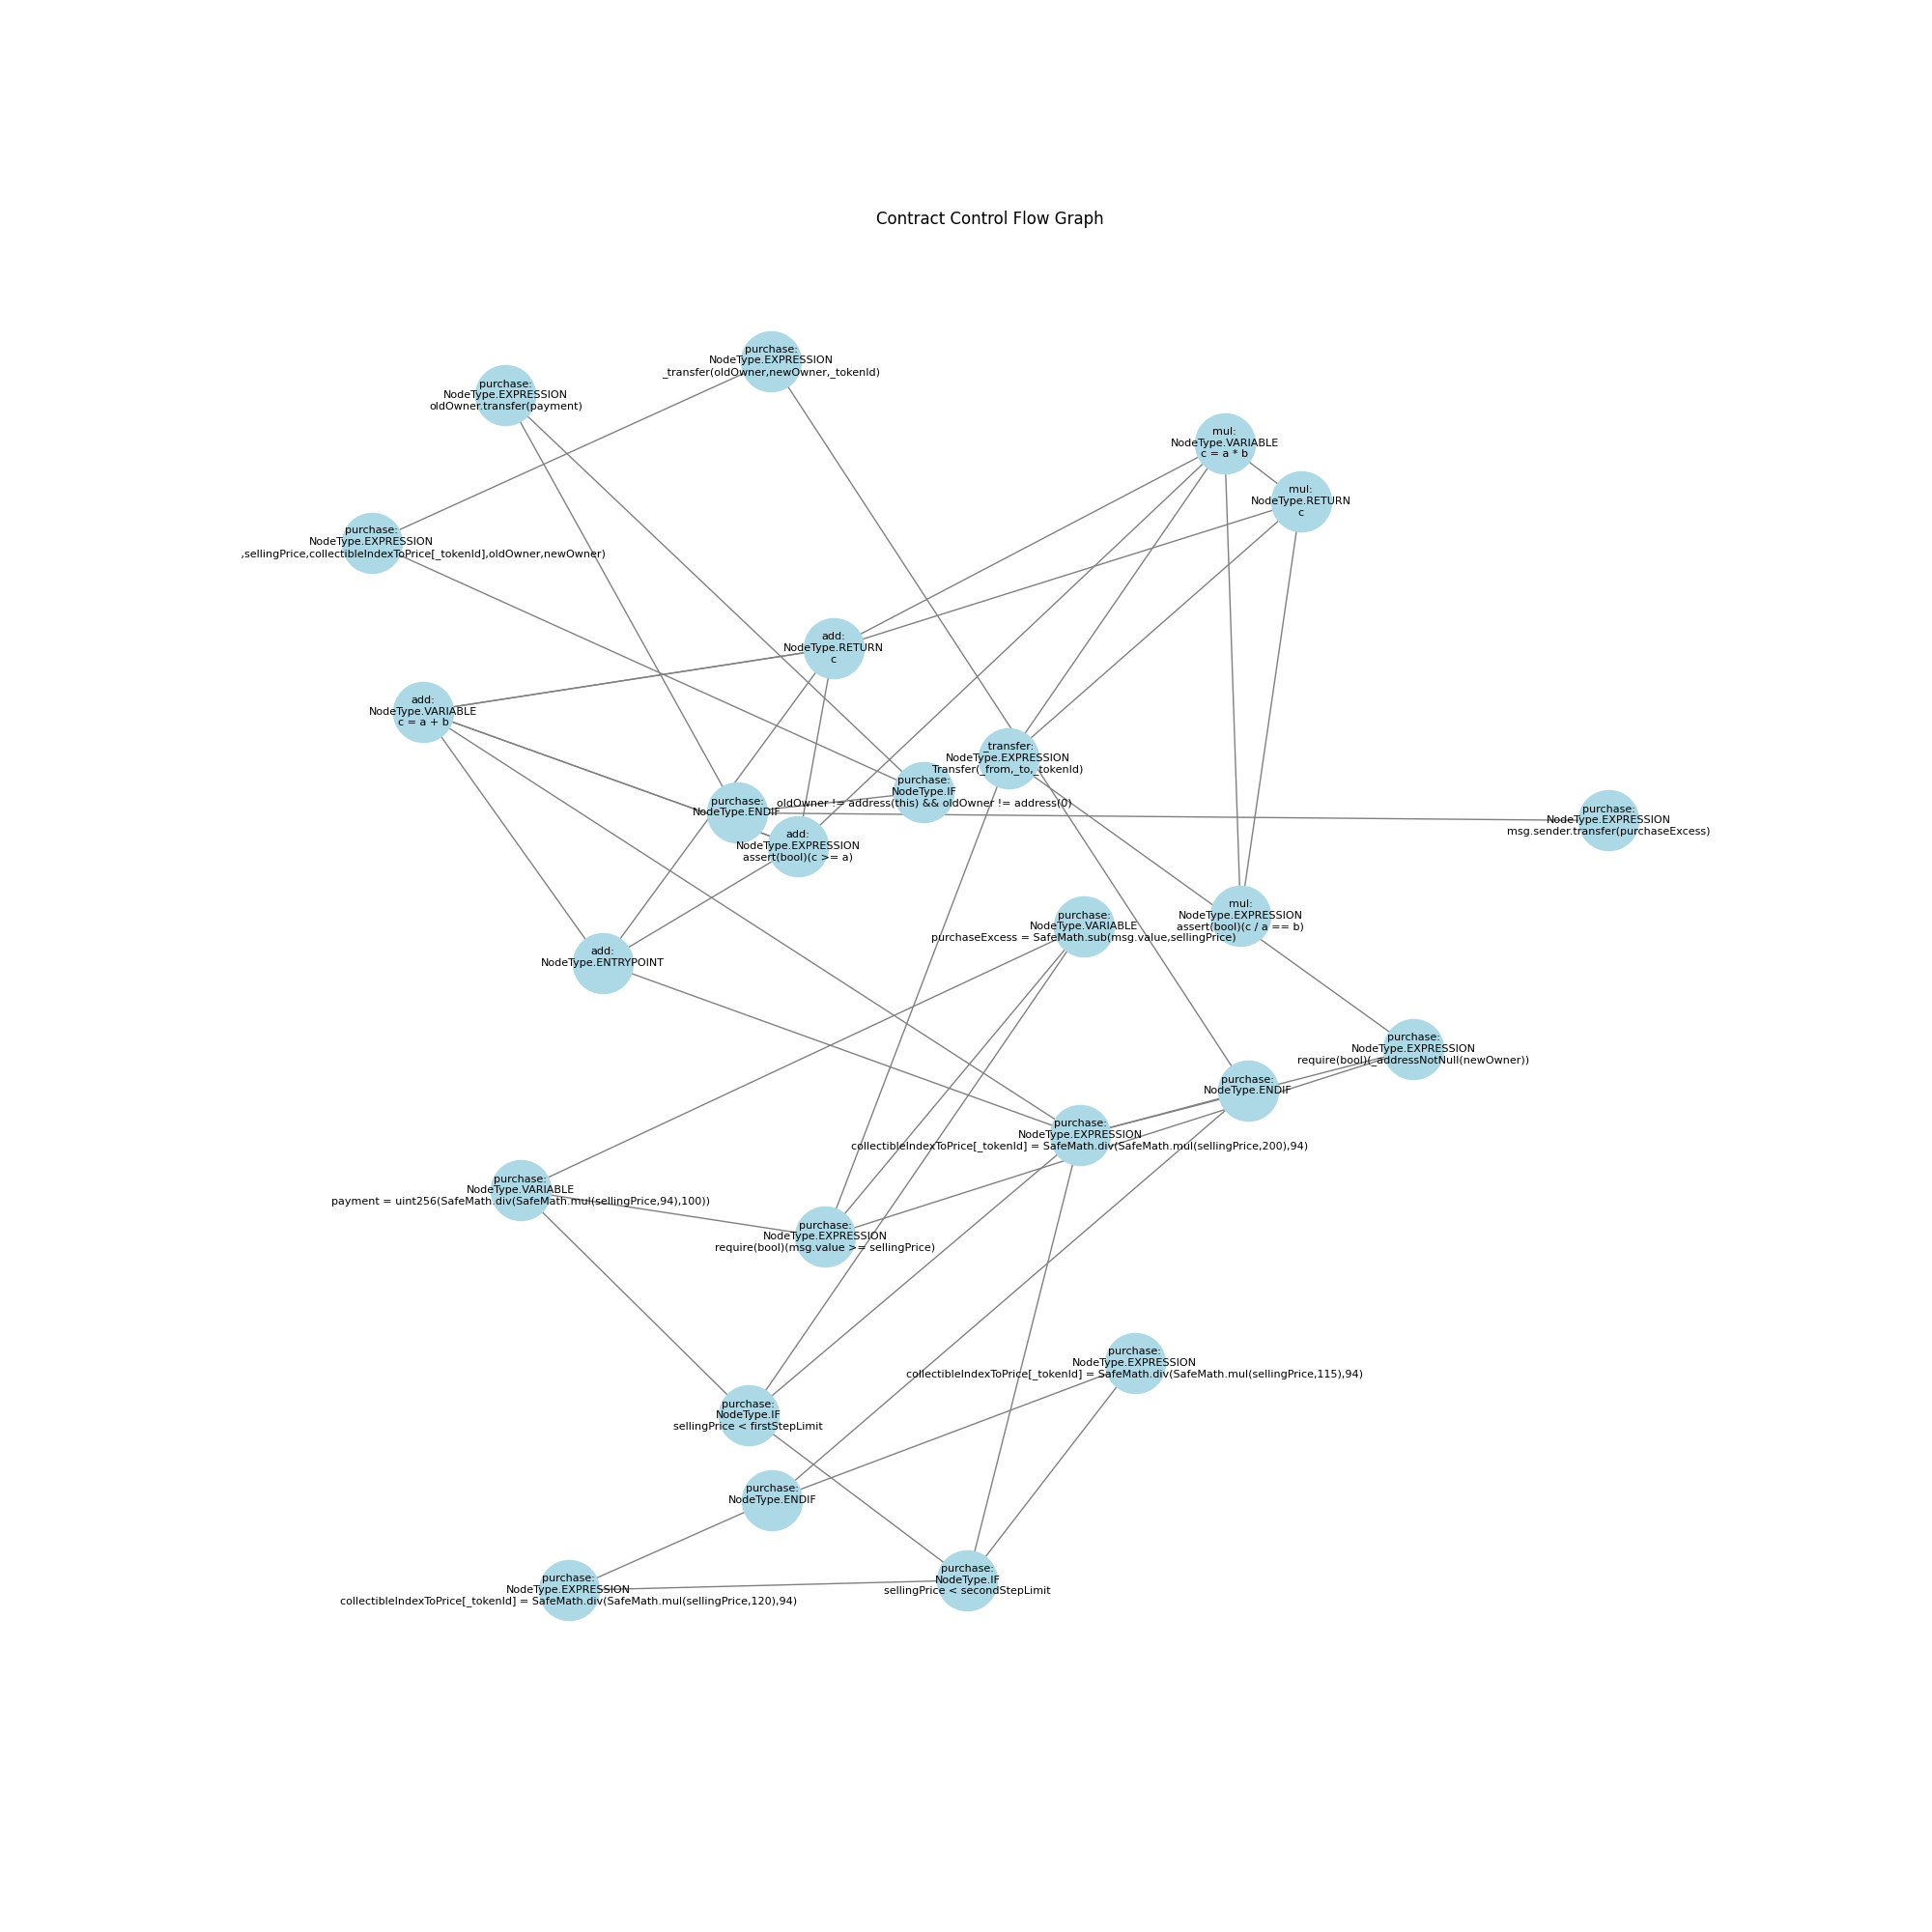 Contract Control Flow Graph
purchase:
NodeType.EXPRESSION
_transfer(oldOwner,newOwner,_tokenId)
purchase:
NodeType.EXPRESSION
oldOwner.transfer(payment)
mul:
NodeType.VARIABLE
c = a * b
mul:
NodeType.RETURN
c
purchase:
NodeType.EXPRESSION
,sellingPrice,collectibleIndexToPrice[_tokenId],oldOwner,newOwner)
add:
NodeType.RETURN
c
add:
NodeType.VARIABLE
c = a + b
_transfer:
NodeType.EXPRESSION
Transfer(_from,_to,_tokenId)
purchase:
NodeType.IF
oldOwner != address(this) && oldOwner != address(0)
purchase:
NodeType.ENDIF
purchase:
NodeType.EXPRESSION
msg.sender.transfer(purchaseExcess)
add:
NodeType.EXPRESSION
assert(bool)(c >= a)
mul:
NodeType.EXPRESSION
assert(bool)(c / a == b)
purchase:
NodeType.VARIABLE
purchaseExcess = SafeMath.sub(msg.value,sellingPrice)
add:
NodeType.ENTRYPOINT
purchase:
NodeType.EXPRESSION
require(bool)(_addressNotNull(newOwner))
purchase:
NodeType.ENDIF
purchase:
NodeType.EXPRESSION
collectibleIndexToPrice[_tokenId] = SafeMath.div(SafeMath.mul(sellingPrice,200),94)
purchase:
NodeType.VARIABLE
payment = uint256(SafeMath.div(SafeMath.mul(sellingPrice,94),100))
purchase:
NodeType.EXPRESSION
require(bool)(msg.value >= sellingPrice)
purchase:
NodeType.EXPRESSION
collectibleIndexToPrice[_tokenId] = SafeMath.div(SafeMath.mul(sellingPrice,115),94)
purchase:
NodeType.IF
sellingPrice < firstStepLimit
purchase:
NodeType.ENDIF
purchase:
NodeType.IF
sellingPrice < secondStepLimit
purchase:
NodeType.EXPRESSION
collectibleIndexToPrice[_tokenId] = SafeMath.div(SafeMath.mul(sellingPrice,120),94)